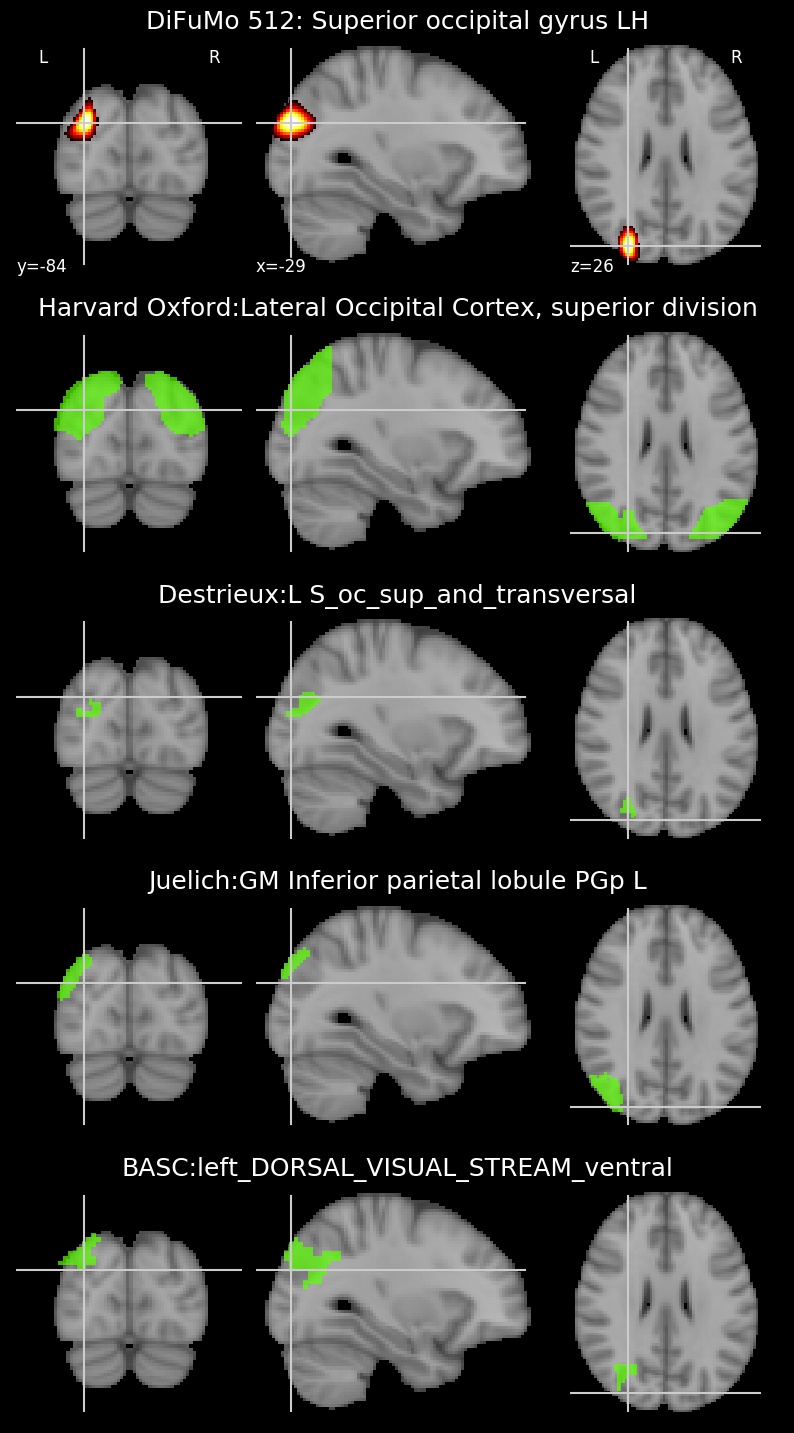 DiFuMo 512: Superior occipital gyrus LH
L R L R
y=-84 x=-29 z=26
Harvard Oxford:Lateral Occipital Cortex, superior division
Destrieux:L S_oc_sup_and_transversal
Juelich:GM Inferior parietal lobule PGp L
BASC:left_DORSAL_VISUAL_STREAM_ventral